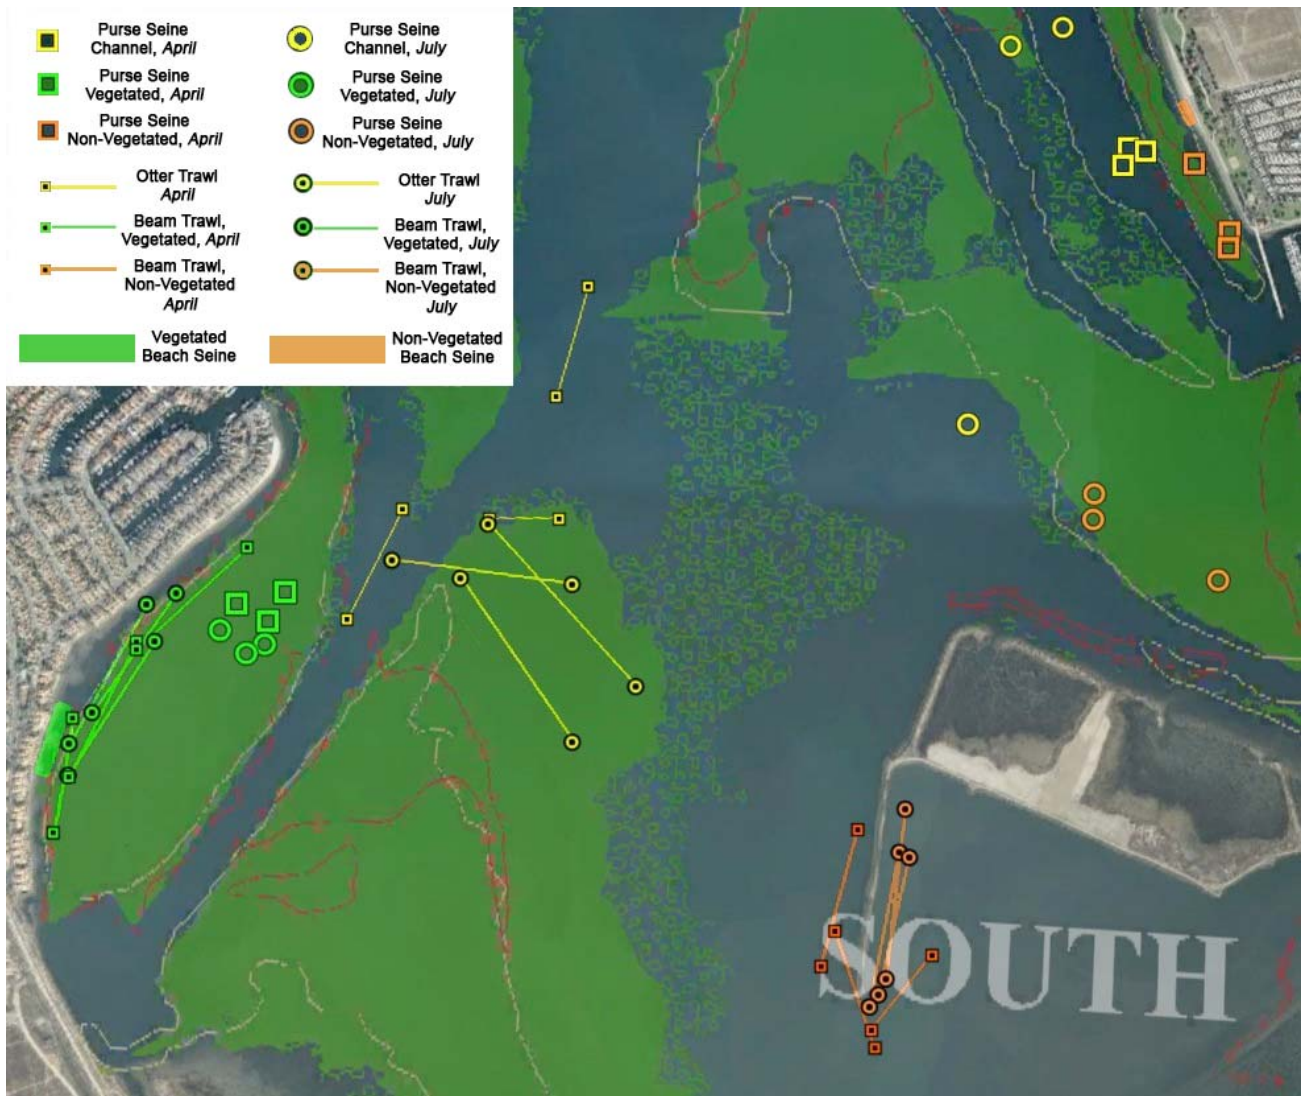 Purse Seine
Channel, April
Purse Seine
Channel, July
Purse Seine
Vegetated, April
Purse Seine
Vegetated, July
Purse Seine
Non-Vegetated, April
Purse Seine
Non-Vegetated, July
Otter Trawl
April
Otter Trawl
July
Beam Trawl,
Vegetated, April
Beam Trawl,
Vegetated, July
Beam Trawl,
Non-Vegetated
April
Beam Trawl,
Non-Vegetated
July
Vegetated
Beach Seine
Non-Vegetated
Beach Seine
SOUTH